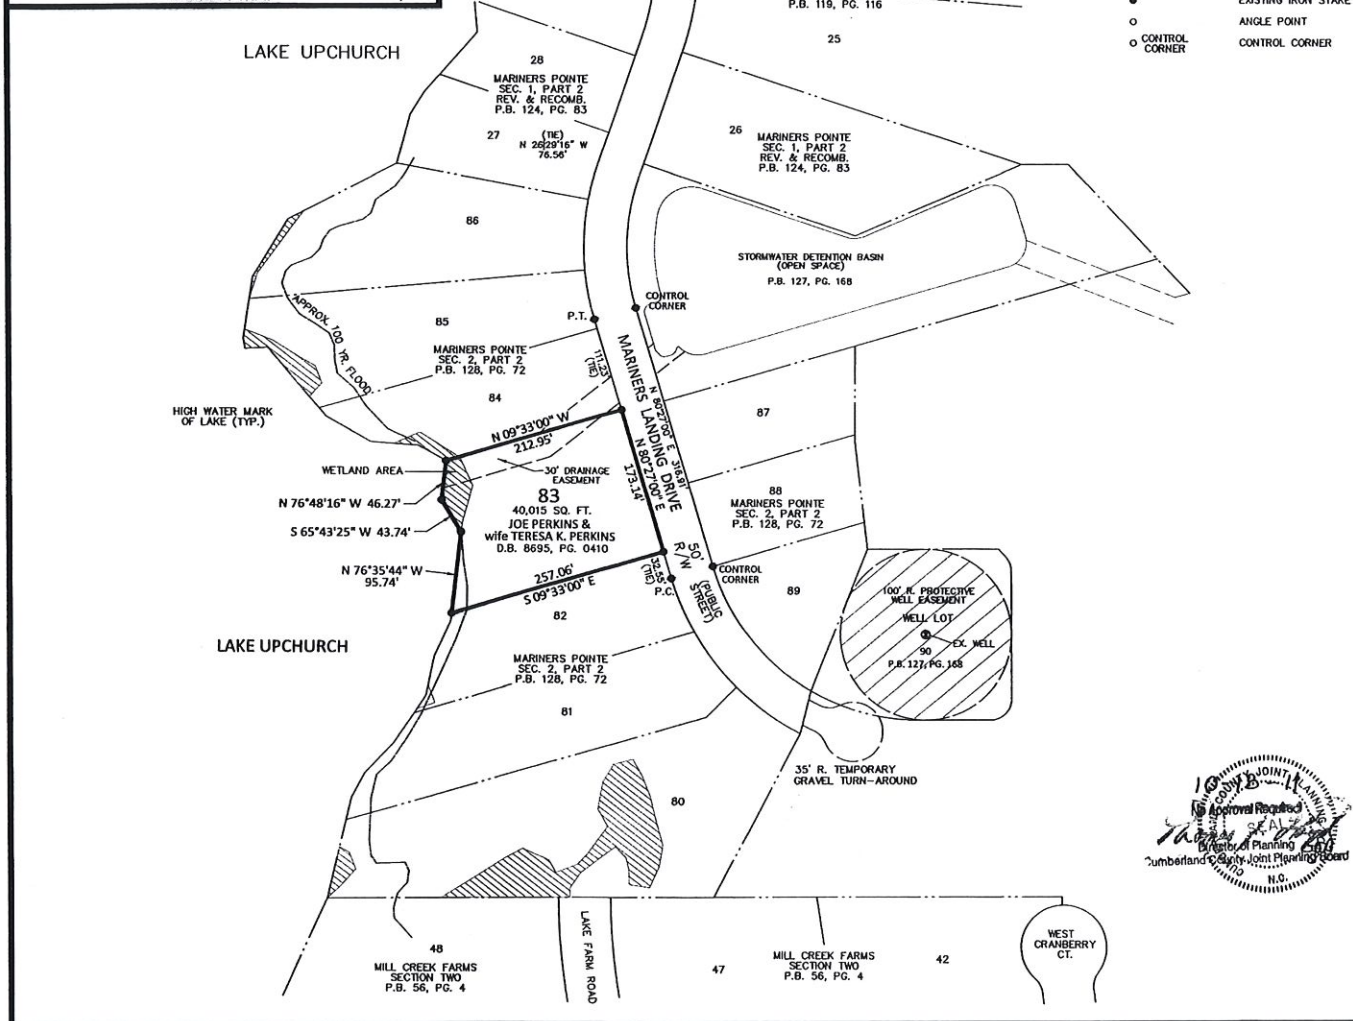 P.B. 119, PG. 116
EXISTING IRON STAKE
ANGLE POINT
CONTROL
CORNER
CONTROL CORNER
LAKE UPCHURCH
25
28
MARINERS POINTE
SEC. 1, PART 2
REV. & RECOMB.
P.B. 124, PG. 83
27
(TIE)
N 26°29'16" W
76.56'
26
MARINERS POINTE
SEC. 1, PART 2
REV. & RECOMB.
P.B. 124, PG. 83
86
STORMWATER DETENTION BASIN
(OPEN SPACE)
P.B. 127, PG. 168
CONTROL
CORNER
P.T.
APPROX. 100 YR. FLOOD
85
MARINERS POINTE
SEC. 2, PART 2
P.B. 128, PG. 72
84
111.23'
(TIE)
MARINERS LANDING DRIVE
N 80°27'00" E 316.91'
87
HIGH WATER MARK
OF LAKE (TYP.)
N 09°33'00" W
212.95'
N 80°27'00" E
173.14'
WETLAND AREA
30' DRAINAGE
EASEMENT
83
40,015 SQ. FT.
JOE PERKINS &
wife TERESA K. PERKINS
D.B. 8695, PG. 0410
N 76°48'16" W 46.27'
S 65°43'25" W 43.74'
N 76°35'44" W
95.74'
88
MARINERS POINTE
SEC. 2, PART 2
P.B. 128, PG. 72
257.06'
S 09°33'00" E
32.55'
(TIE)
P.C.
50'
R/W
(PUBLIC
STREET)
CONTROL
CORNER
89
82
100' R. PROTECTIVE
WELL EASEMENT
WELL LOT
EX. WELL
90
P.B. 127, PG. 168
LAKE UPCHURCH
MARINERS POINTE
SEC. 2, PART 2
P.B. 128, PG. 72
81
35' R. TEMPORARY
GRAVEL TURN-AROUND
80
No Approval Required
SEAL
Director of Planning
Cumberland County Joint Planning Board
N.C.
LAKE FARM ROAD
48
MILL CREEK FARMS
SECTION TWO
P.B. 56, PG. 4
47
MILL CREEK FARMS
SECTION TWO
P.B. 56, PG. 4
42
WEST
CRANBERRY
CT.